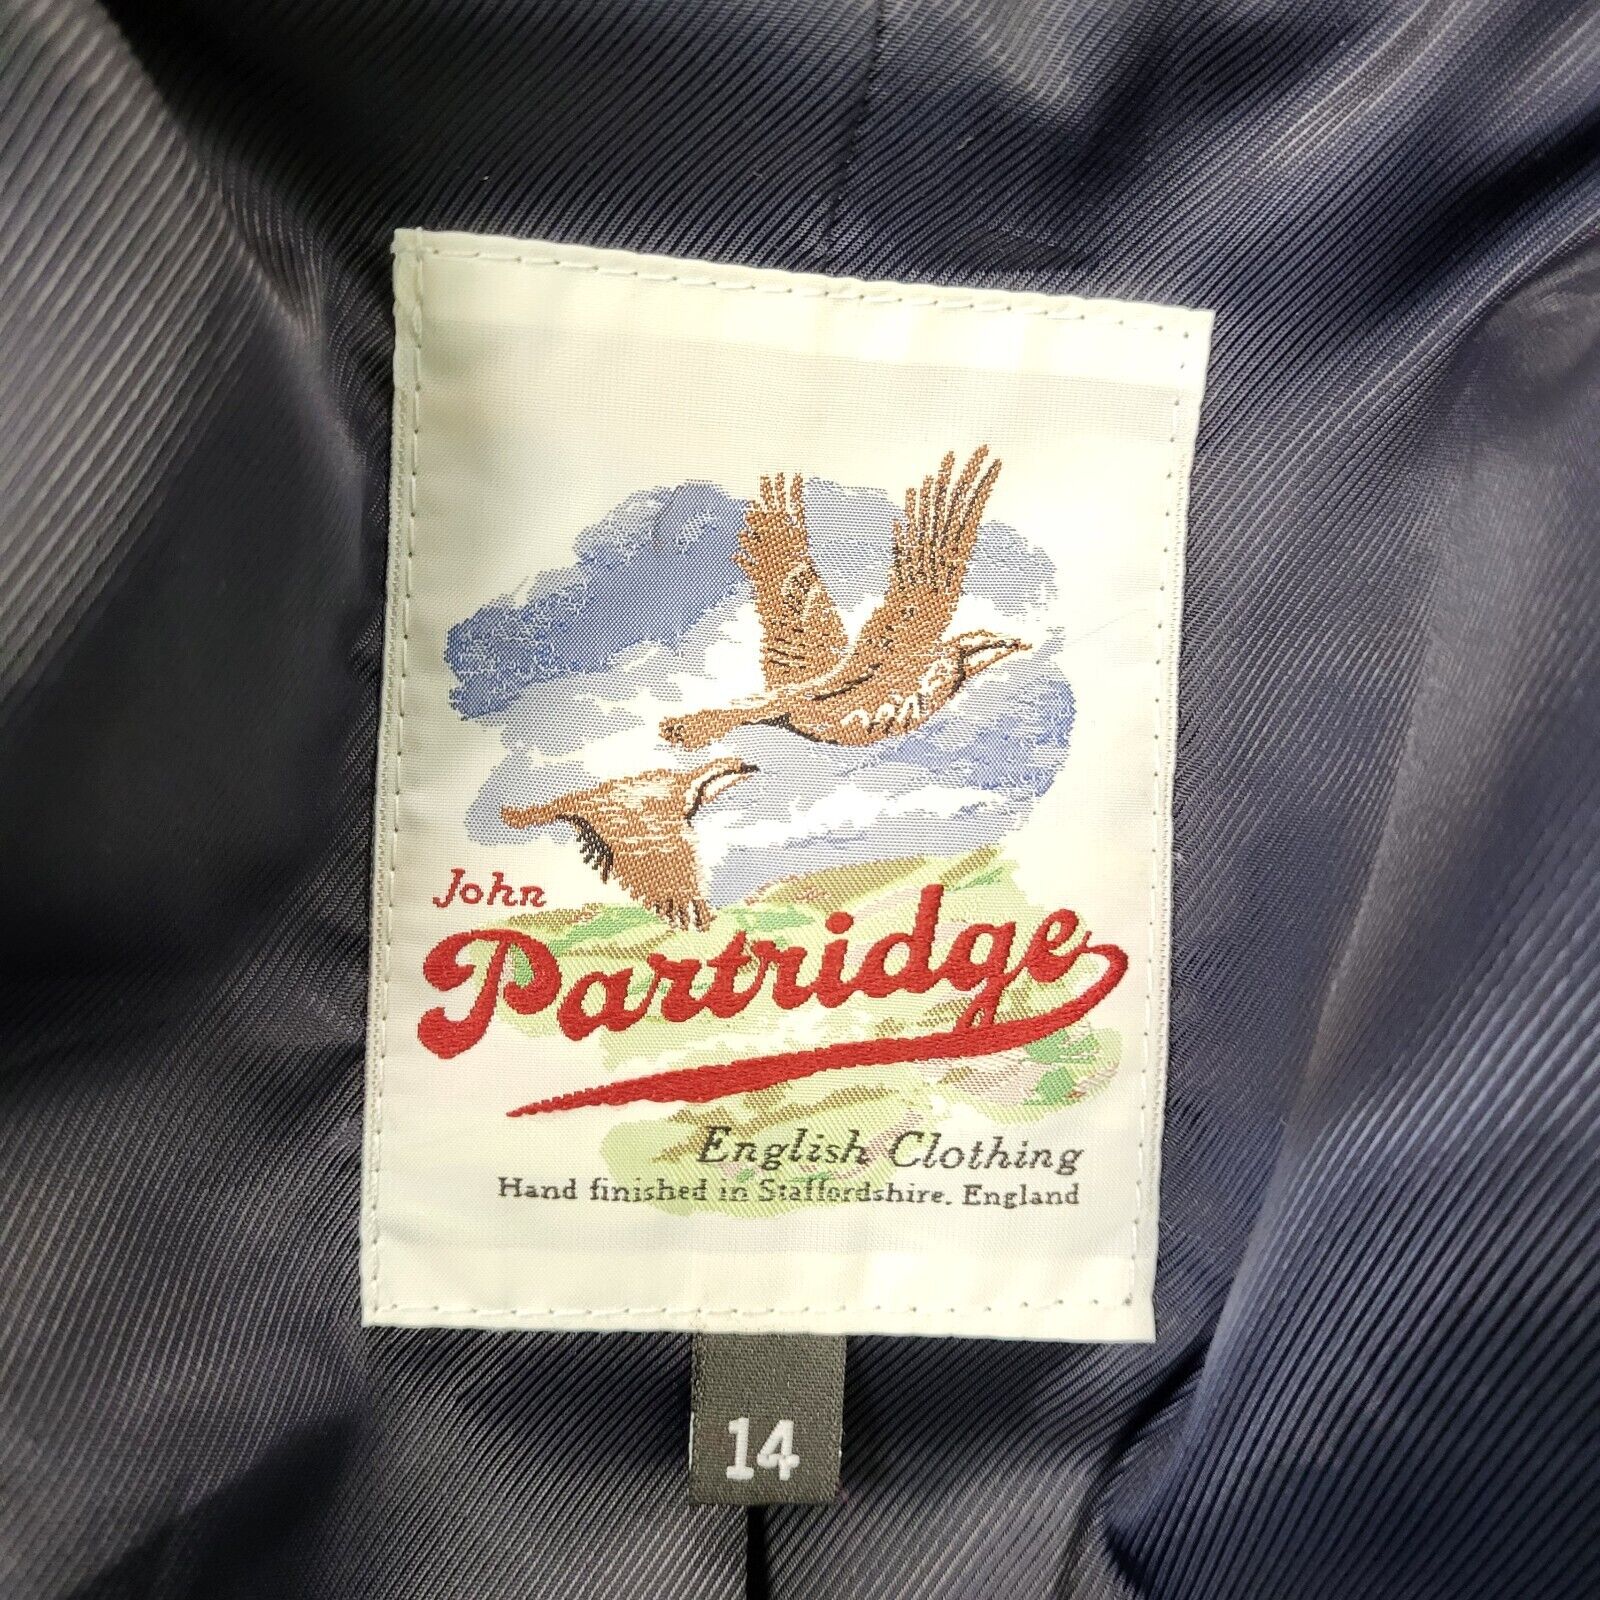 John
Partridge
English Clothing
Hand finished in Staffordshire. England
14